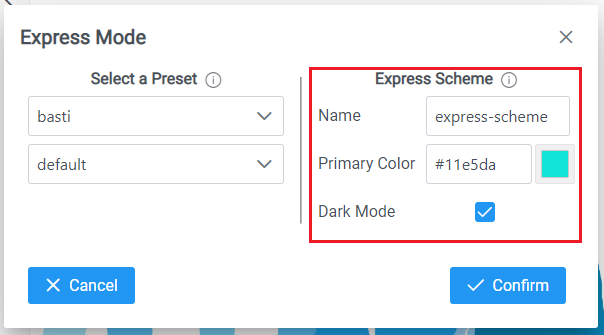 Express Mode
Select a Preset
basti
default
Express Scheme
Name
express-scheme
Primary Color
#11e5da
Dark Mode
Cancel
Confirm